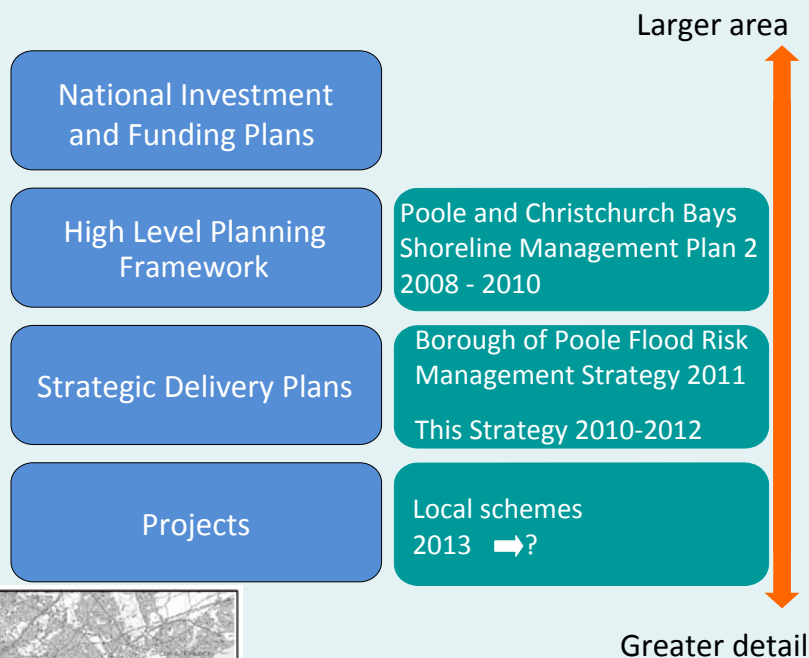 Larger area
National Investment
and Funding Plans
High Level Planning
Framework
Poole and Christchurch Bays
Shoreline Management Plan 2
2008 - 2010
Strategic Delivery Plans
Borough of Poole Flood Risk
Management Strategy 2011
This Strategy 2010-2012
Projects
Local schemes
2013 ➡?
Greater detail